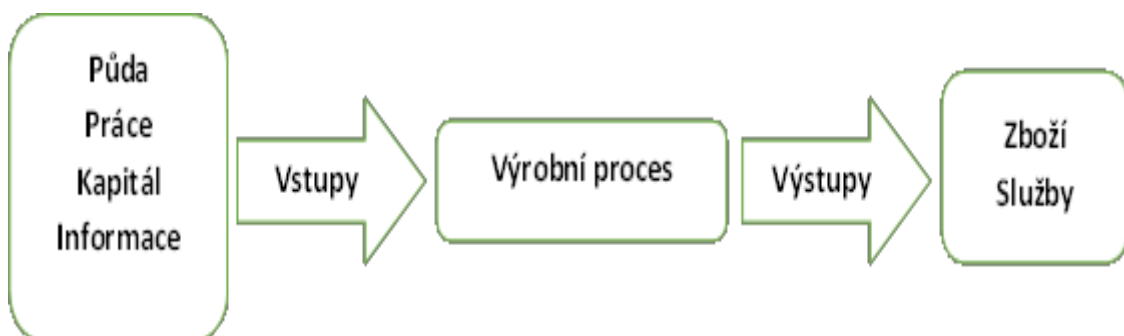 Půda
Práce
Kapitál
Informace
Vstupy
Výrobní proces
Výstupy
Zboží
Služby